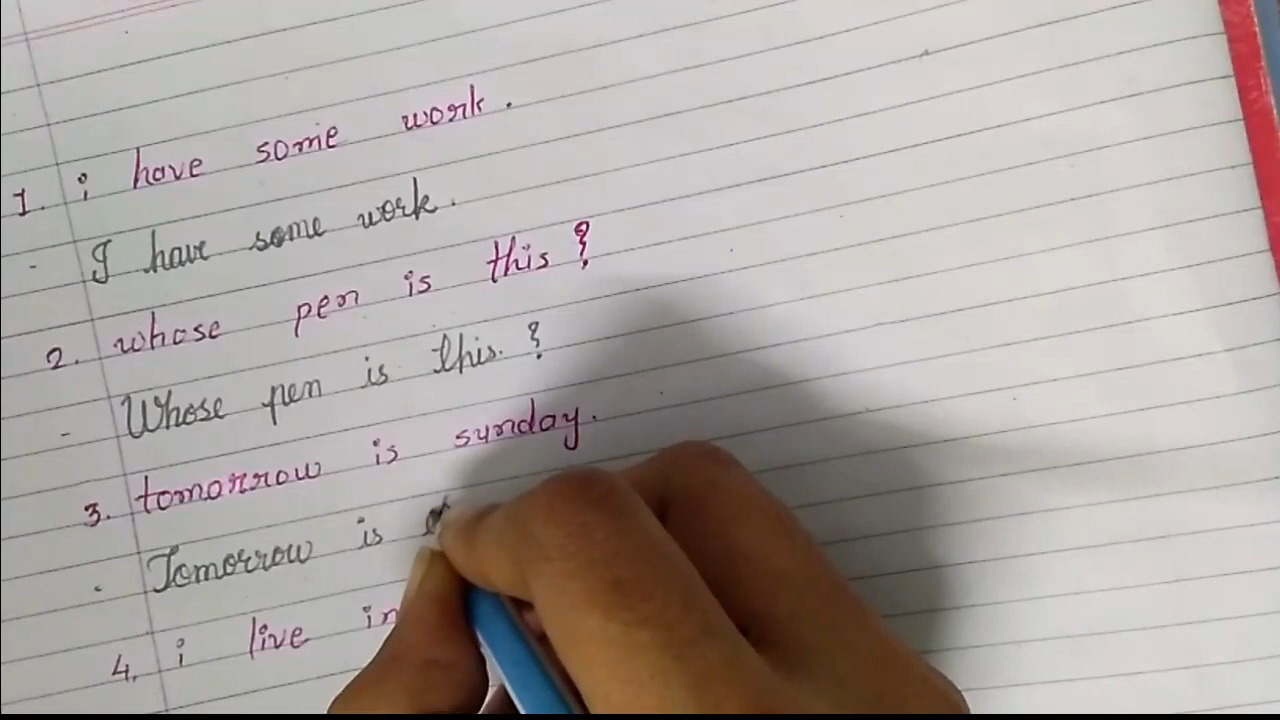 1. i have some work.
- I have some work.
2. whose pen is this?
- Whose pen is this.?
3. tomorrow is sunday.
- Tomorrow is
4. i live in